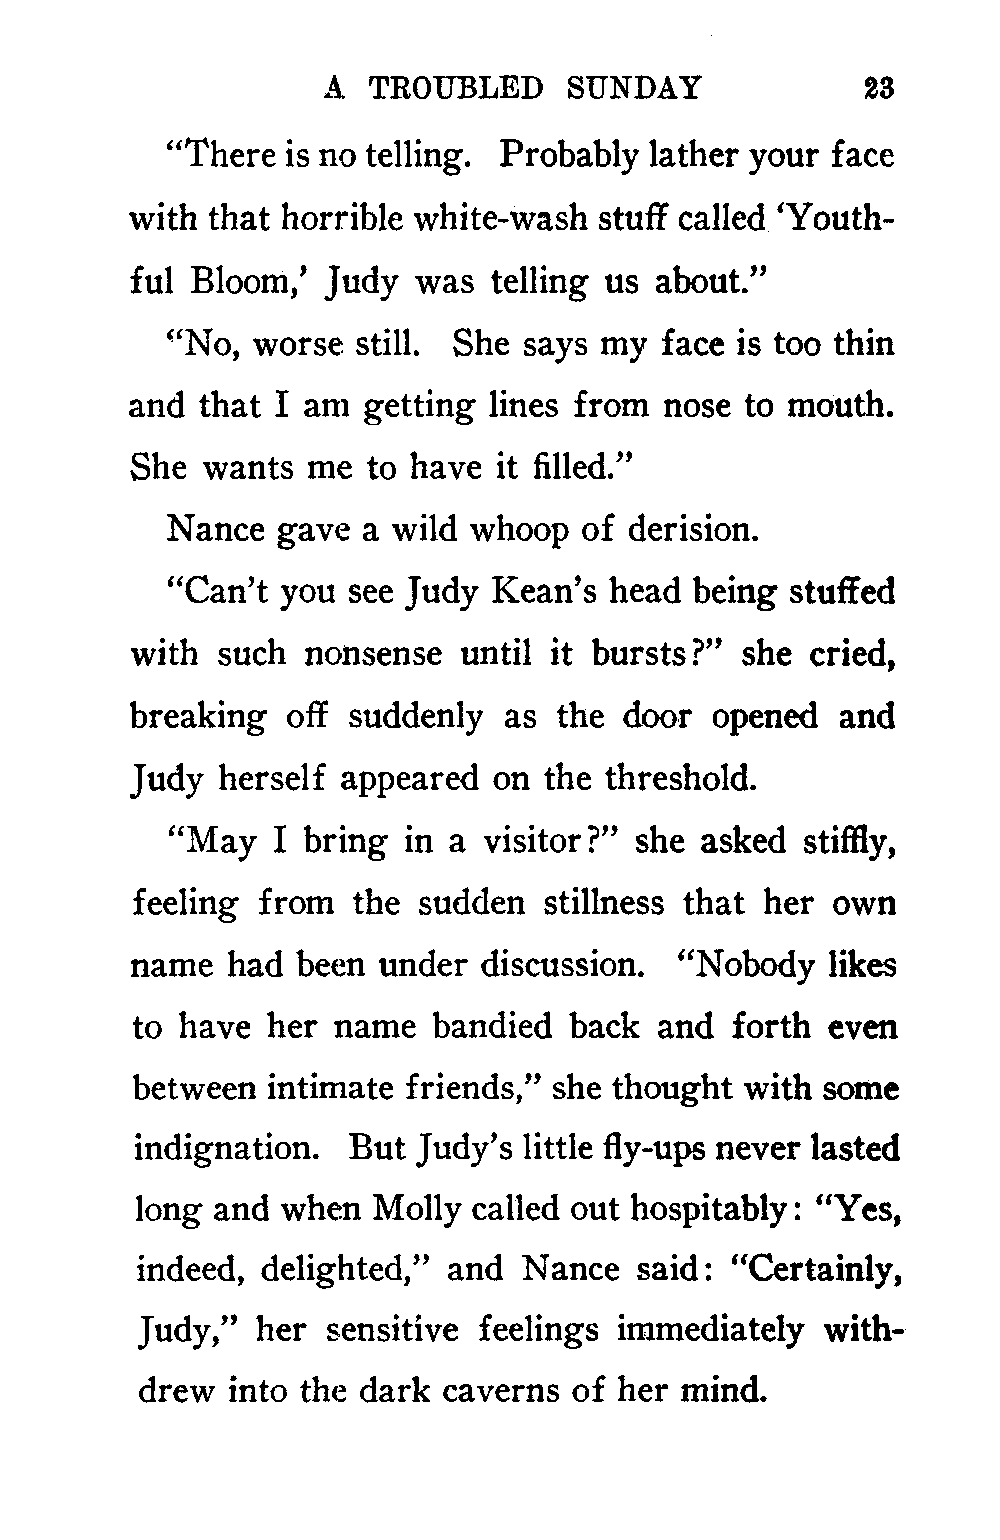 A TROUBLED SUNDAY 23
“There is no telling. Probably lather your face
with that horrible white-wash stuff called ‘Youth-
ful Bloom,’ Judy was telling us about.”
“No, worse still. She says my face is too thin
and that I am getting lines from nose to mouth.
She wants me to have it filled.”
Nance gave a wild whoop of derision.
“Can’t you see Judy Kean’s head being stuffed
with such nonsense until it bursts?” she cried,
breaking off suddenly as the door opened and
Judy herself appeared on the threshold.
“May I bring in a visitor?” she asked stiffly,
feeling from the sudden stillness that her own
name had been under discussion. “Nobody likes
to have her name bandied back and forth even
between intimate friends,” she thought with some
indignation. But Judy’s little fly-ups never lasted
long and when Molly called out hospitably: “Yes,
indeed, delighted,” and Nance said: “Certainly,
Judy,” her sensitive feelings immediately with-
drew into the dark caverns of her mind.